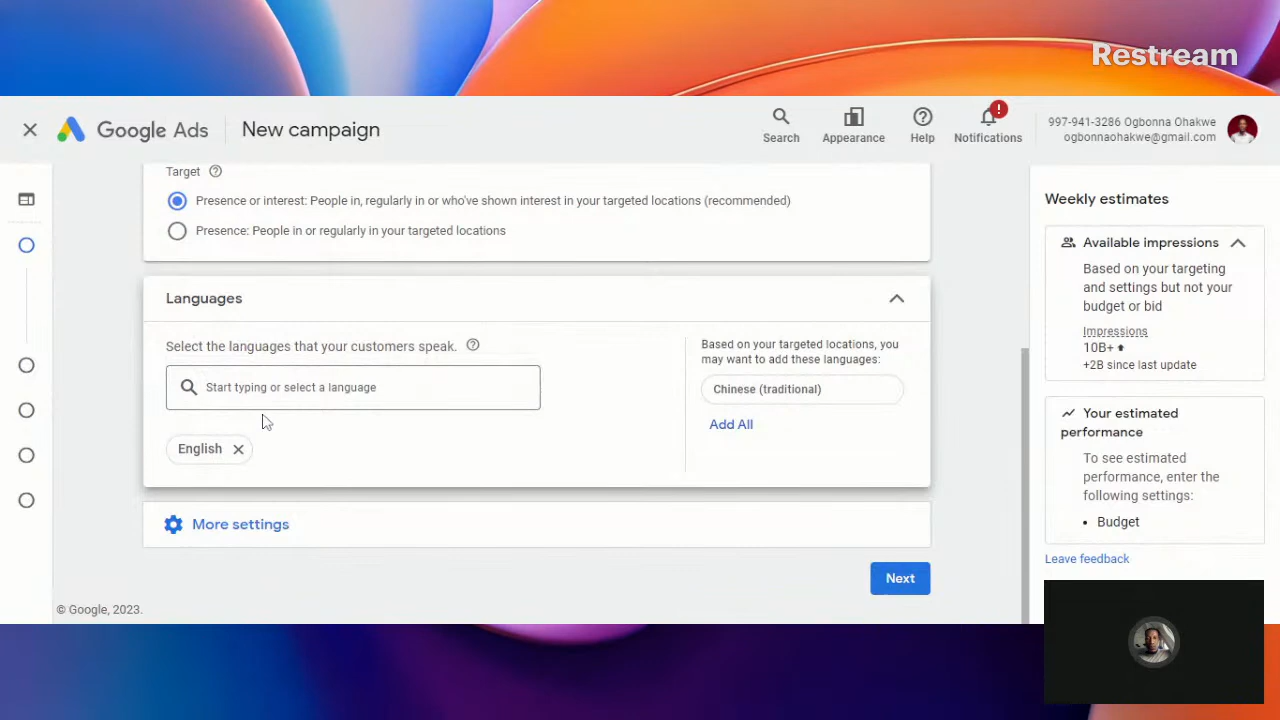 Restream
Google Ads
New campaign
Search
Appearance
Help
!
Notifications
997-941-3286 Ogbonna Ohakwe
ogbonnaohakwe@gmail.com
Target
Presence or interest: People in, regularly in or who've shown interest in your targeted locations (recommended)
Presence: People in or regularly in your targeted locations
Languages
Select the languages that your customers speak.
Start typing or select a language
English
Based on your targeted locations, you
may want to add these languages:
Chinese (traditional)
Add All
More settings
Next
© Google, 2023.
Weekly estimates
Available impressions
Based on your targeting
and settings but not your
budget or bid
Impressions
10B+
+2B since last update
Your estimated
performance
To see estimated
performance, enter the
following settings:
• Budget
Leave feedback